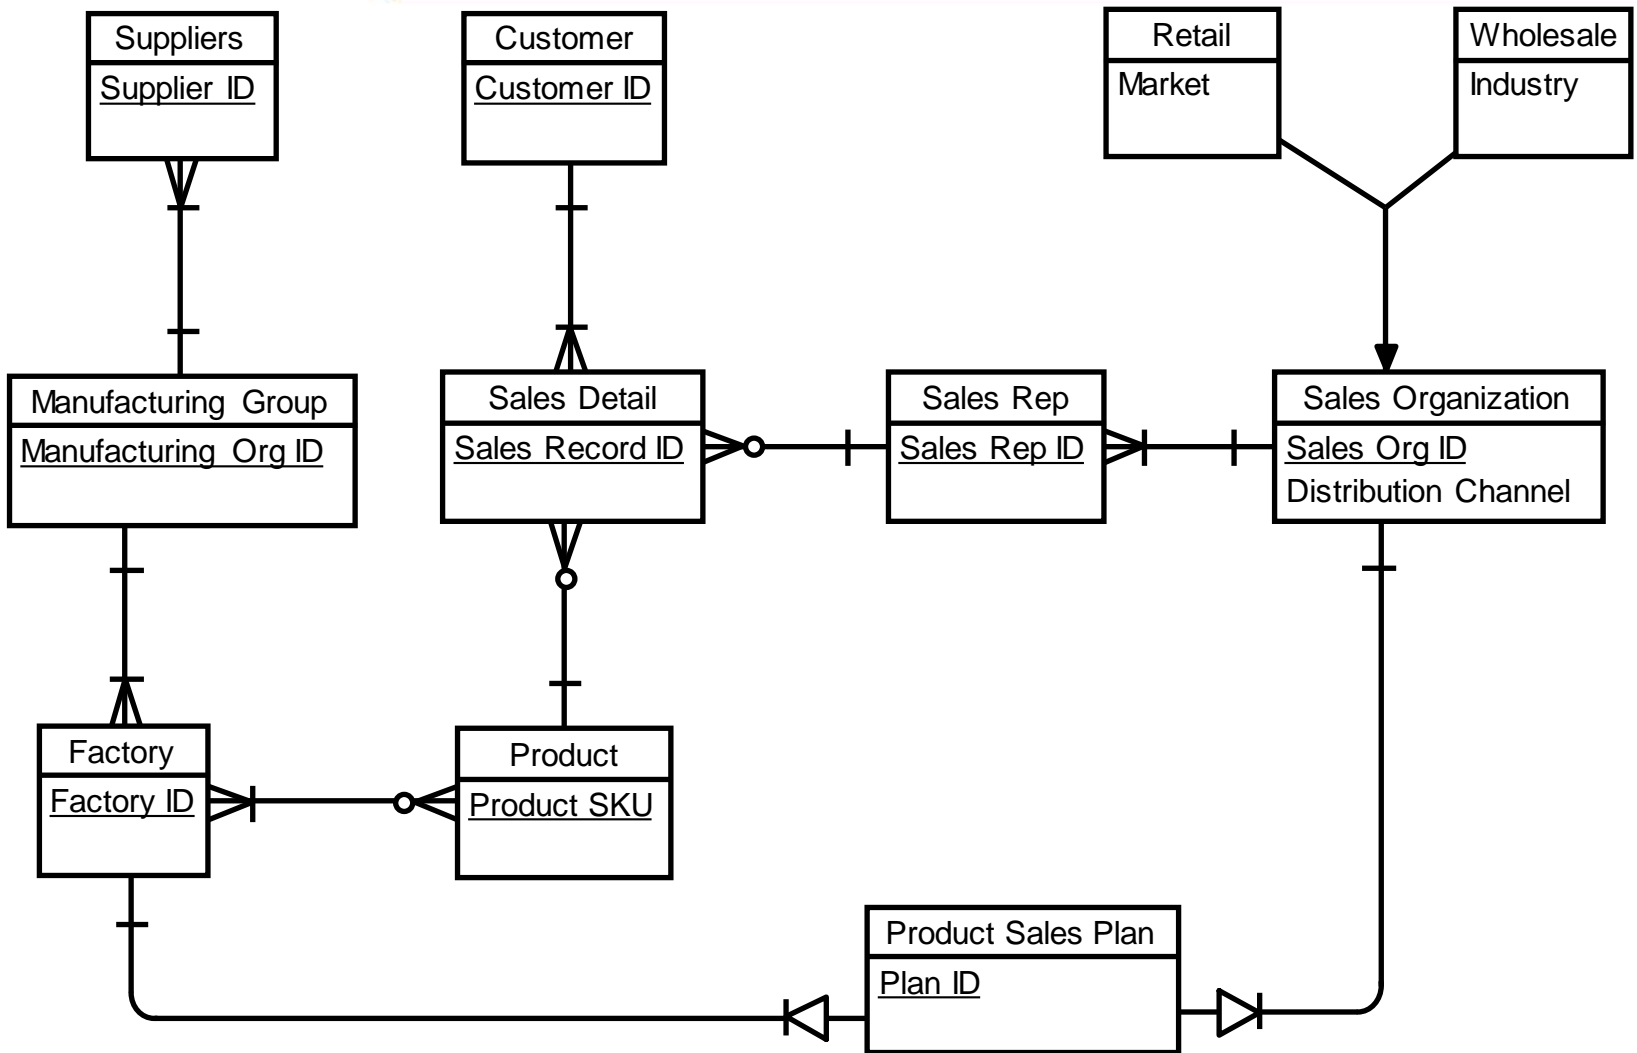 Suppliers
Supplier ID
Customer
Customer ID
Retail
Market
Wholesale
Industry
Manufacturing Group
Manufacturing Org ID
Sales Detail
Sales Record ID
Sales Rep
Sales Rep ID
Sales Organization
Sales Org ID
Distribution Channel
Factory
Factory ID
Product
Product SKU
Product Sales Plan
Plan ID